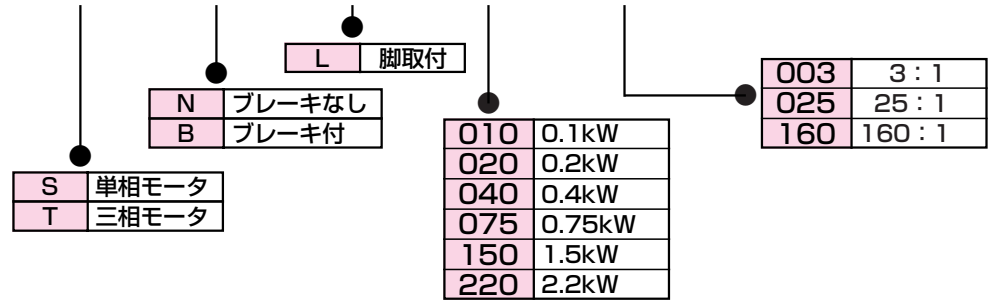 L 脚取付
N ブレーキなし
B ブレーキ付
S 単相モータ
T 三相モータ
010 0.1kW
020 0.2kW
040 0.4kW
075 0.75kW
150 1.5kW
220 2.2kW
003 3：1
025 25：1
160 160：1